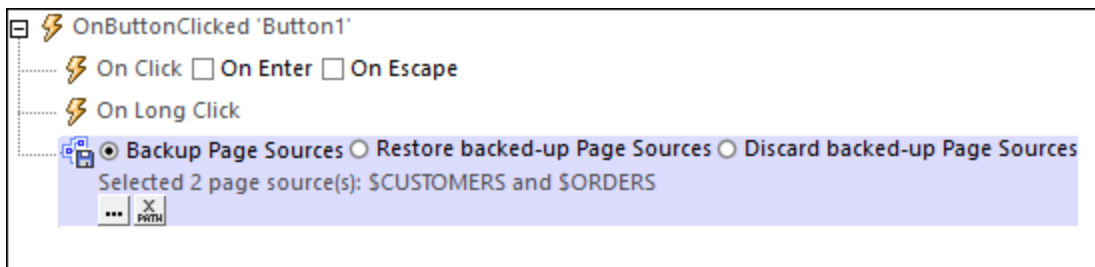 OnButtonClicked 'Button1'
On Click On Enter On Escape
On Long Click
Backup Page Sources Restore backed-up Page Sources Discard backed-up Page Sources
Selected 2 page source(s): $CUSTOMERS and $ORDERS
... X PATH